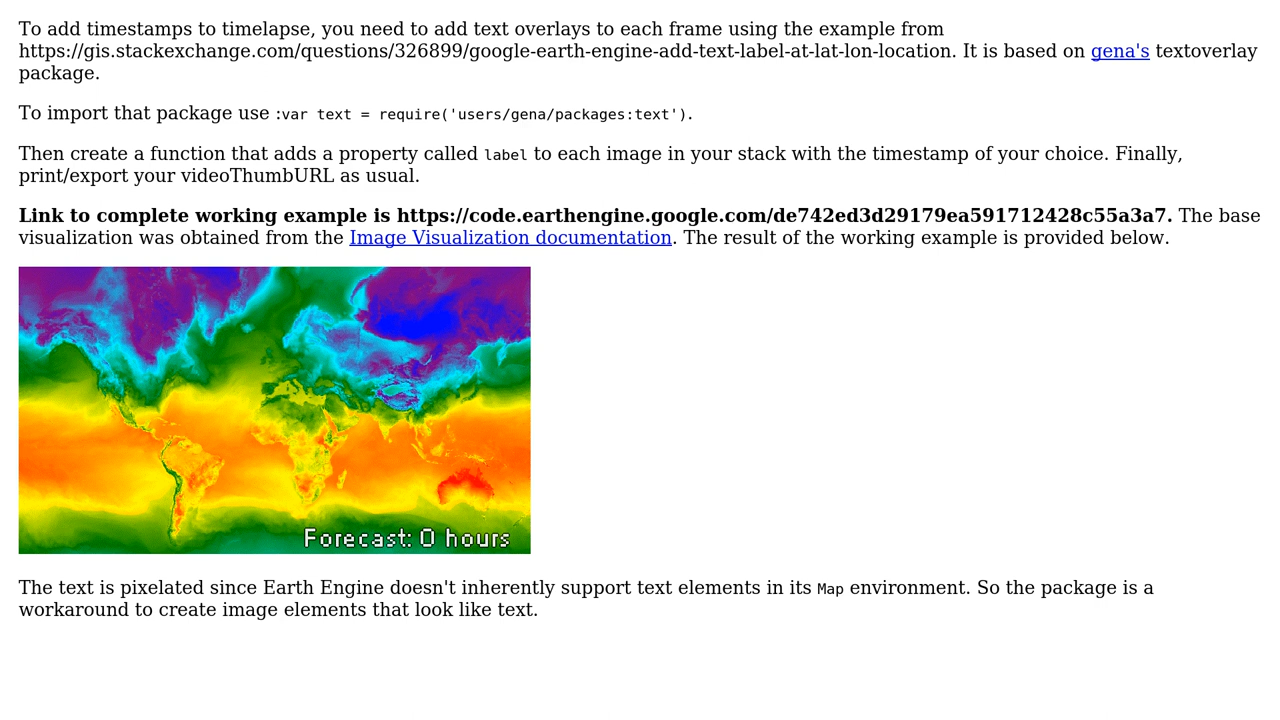 To add timestamps to timelapse, you need to add text overlays to each frame using the example from
https://gis.stackexchange.com/questions/326899/google-earth-engine-add-text-label-at-lat-lon-location. It is based on gena's textoverlay
package.
To import that package use :var text = require('users/gena/packages:text').
Then create a function that adds a property called label to each image in your stack with the timestamp of your choice. Finally,
print/export your videoThumbURL as usual.
Link to complete working example is https://code.earthengine.google.com/de742ed3d29179ea591712428c55a3a7. The base
visualization was obtained from the Image Visualization documentation. The result of the working example is provided below.
Forecast: 0 hours
The text is pixelated since Earth Engine doesn't inherently support text elements in its Map environment. So the package is a
workaround to create image elements that look like text.